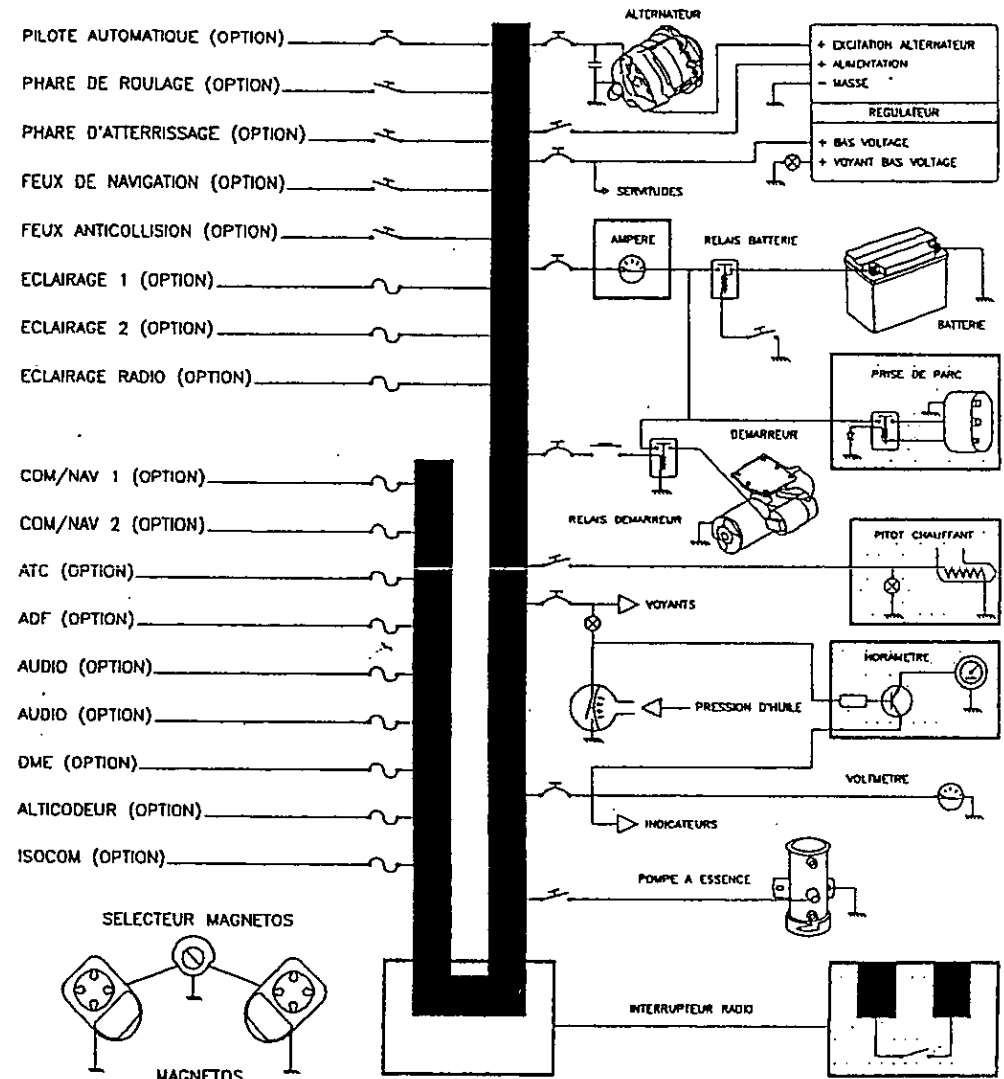 PILOTE AUTOMATIQUE (OPTION)
PHARE DE ROULAGE (OPTION)
PHARE D'ATTERRISSAGE (OPTION)
FEUX DE NAVIGATION (OPTION)
FEUX ANTICOLLISION (OPTION)
ECLAIRAGE 1 (OPTION)
ECLAIRAGE 2 (OPTION)
ECLAIRAGE RADIO (OPTION)
COM/NAV 1 (OPTION)
COM/NAV 2 (OPTION)
ATC (OPTION)
ADF (OPTION)
AUDIO (OPTION)
AUDIO (OPTION)
DME (OPTION)
ALTICODEUR (OPTION)
ISOCOM (OPTION)
SELECTEUR MAGNETOS
MAGNETOS
ALTERNATEUR
+ EXCITATION ALTERNATEUR
+ ALIMENTATION
- MASSE
REGULATEUR
+ BAS VOLTAGE
+ VOYANT BAS VOLTAGE
SERVITUDES
AMPERE
RELAIS BATTERIE
BATTERIE
PRISE DE PARC
DEMARREUR
RELAIS DEMARREUR
PITOT CHAUFFANT
VOYANTS
HORAMETRE
PRESSION D'HUILE
VOLTMETRE
INDICATEURS
POMPE A ESSENCE
INTERRUPTEUR RADIO